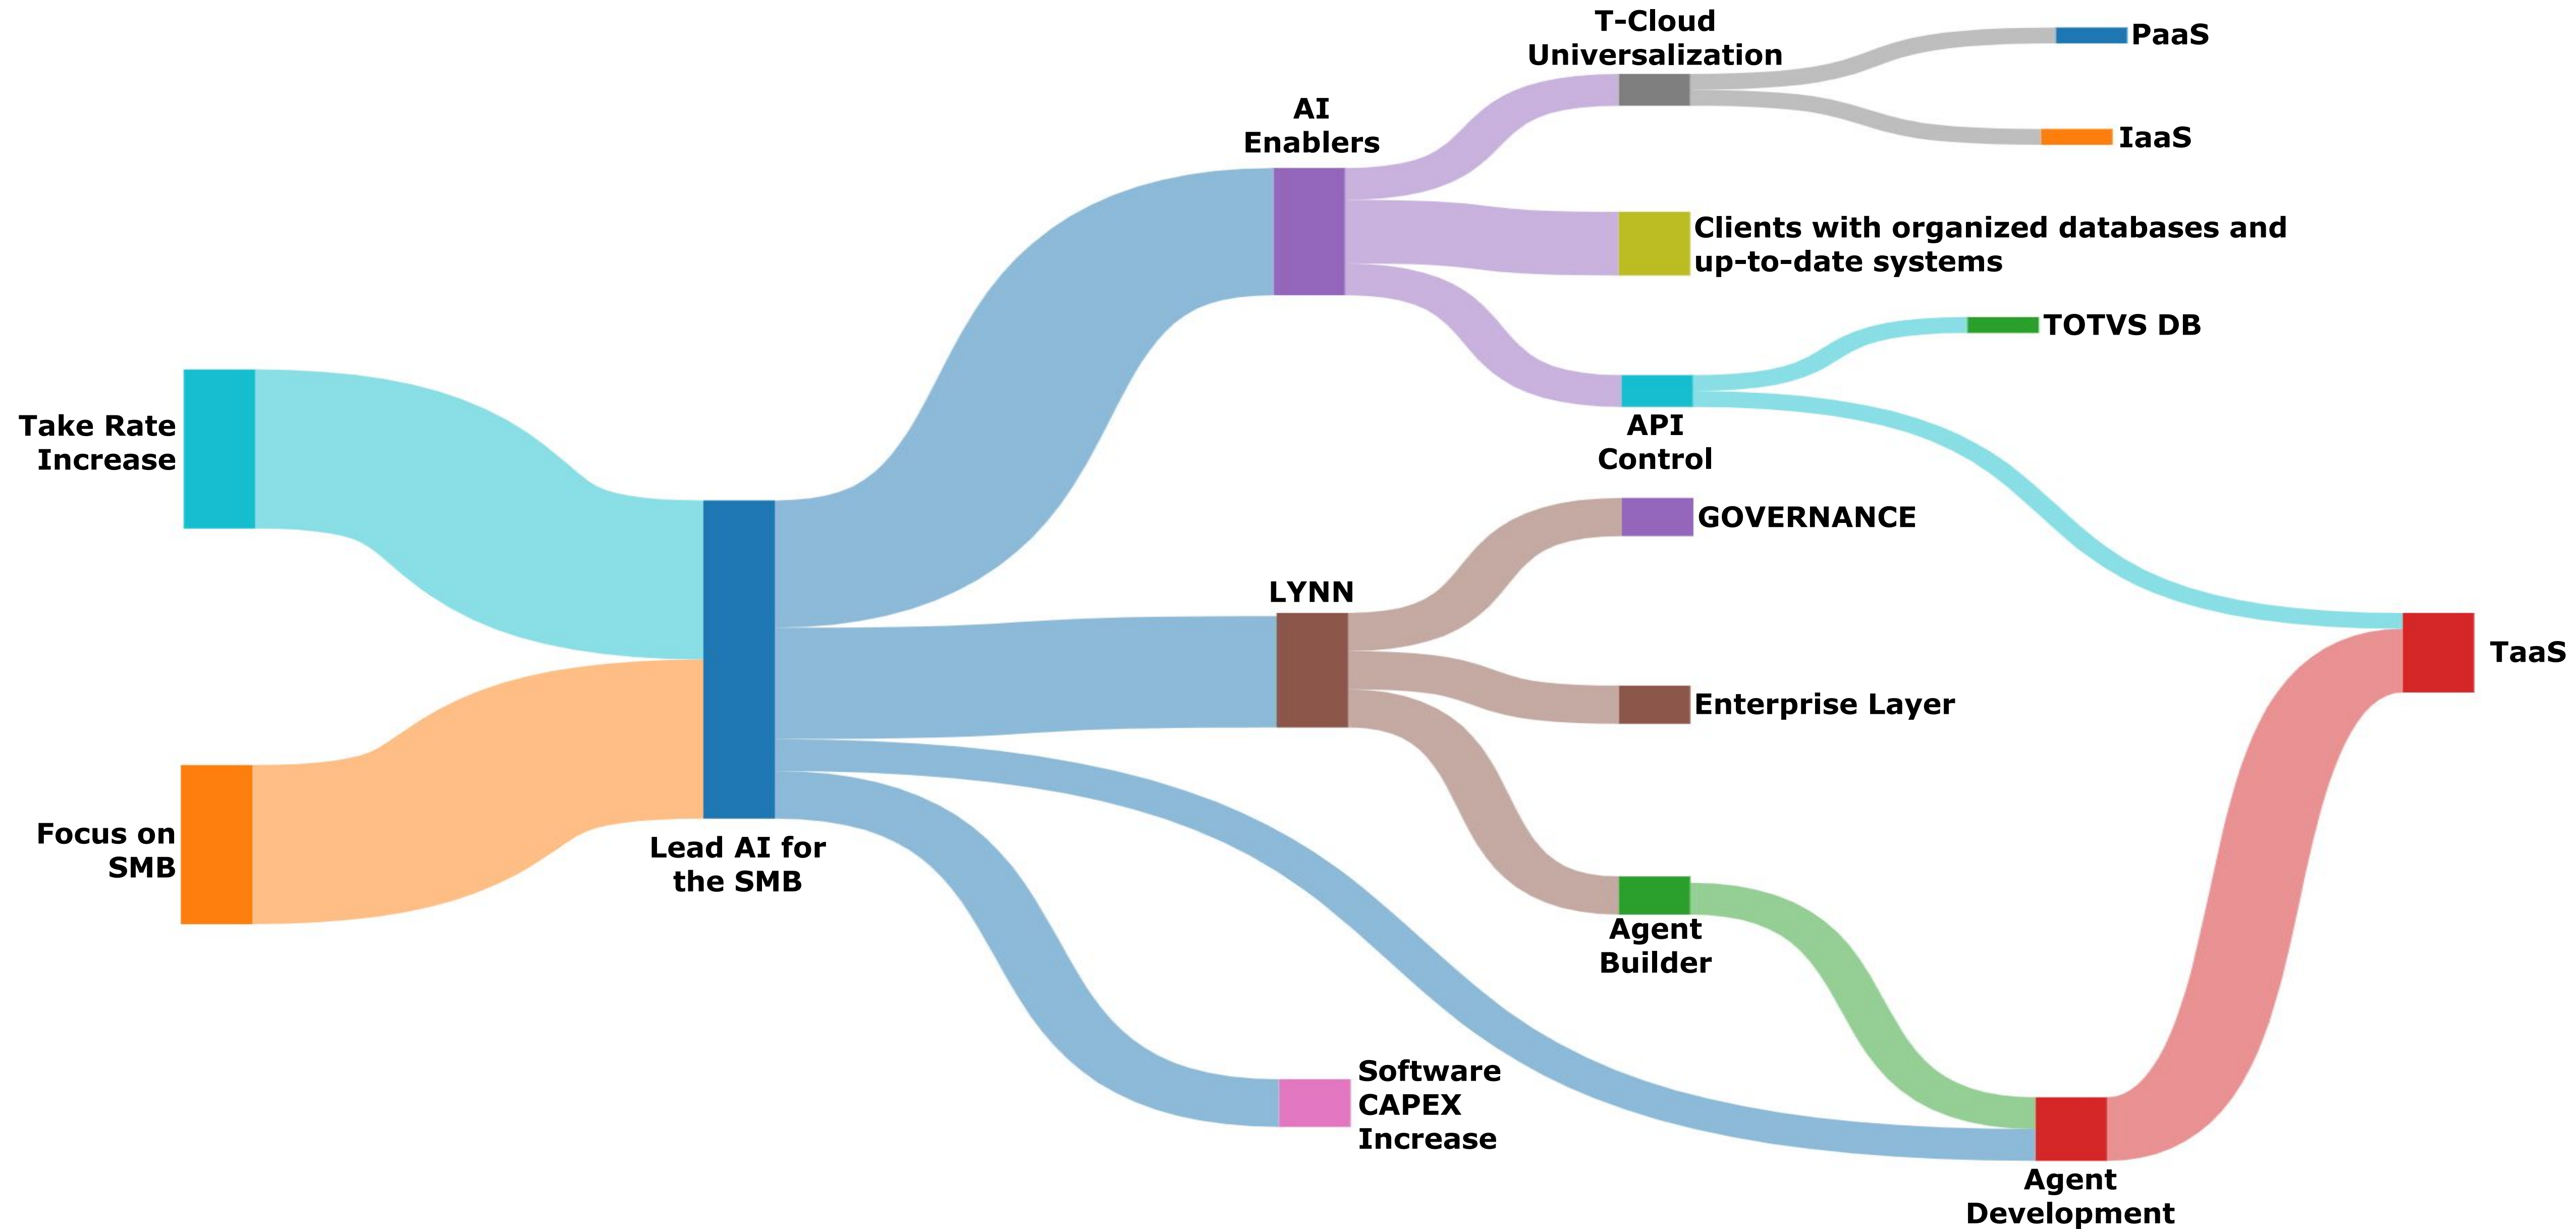 T-Cloud
Universalization
PaaS
IaaS
AI
Enablers
Clients with organized databases and
up-to-date systems
TOTVS DB
API
Control
Take Rate
Increase
GOVERNANCE
LYNN
TaaS
Enterprise Layer
Focus on
SMB
Lead AI for
the SMB
Agent
Builder
Software
CAPEX
Increase
Agent
Development